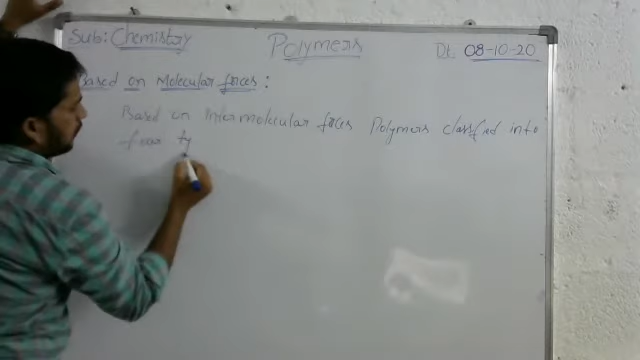 Sub: Chemistry
Polymers
Dt. 08-10-20
Based on Molecular forces:
Based on Intermolecular forces Polymers classified into
four ty